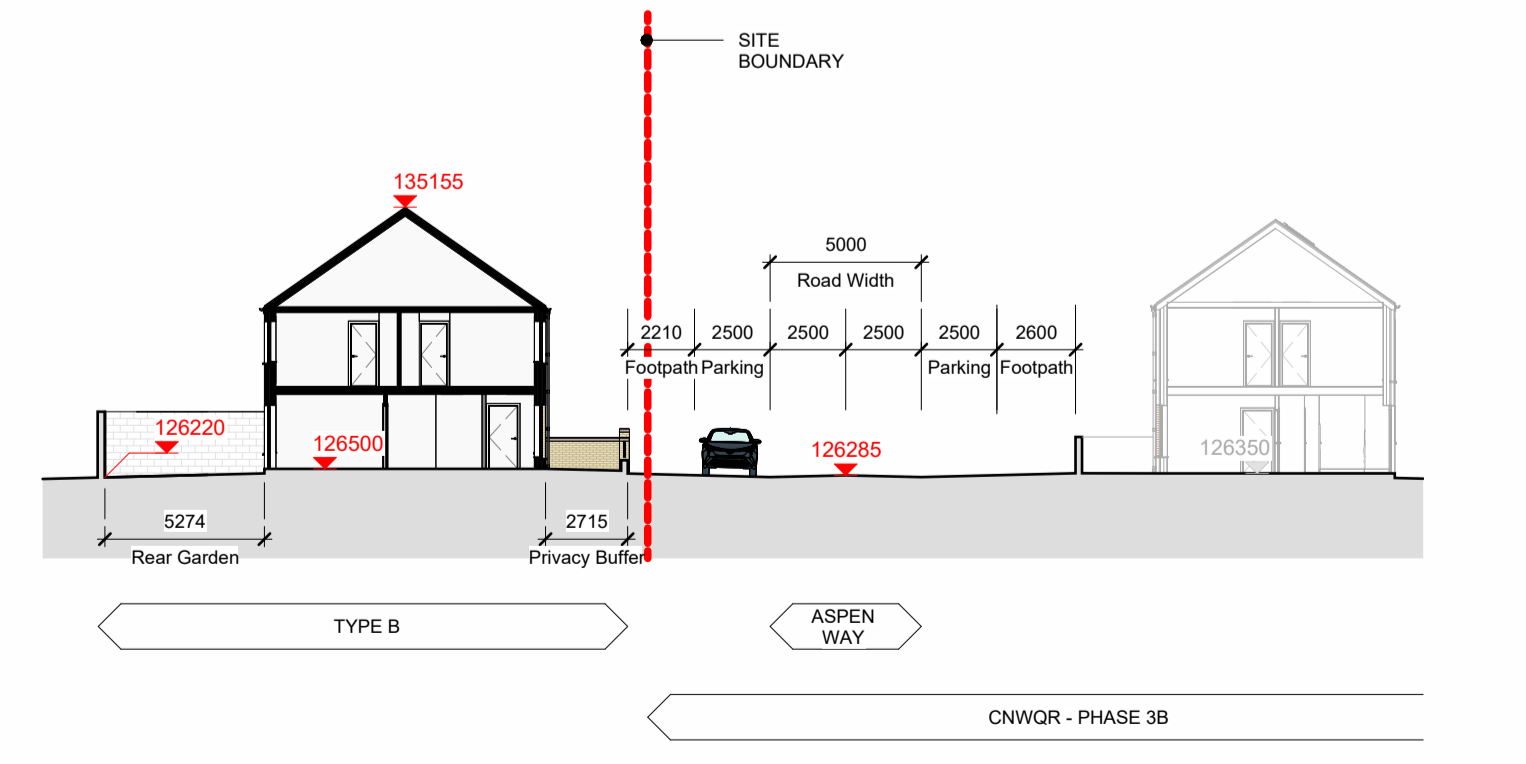 SITE
BOUNDARY
135155
5000
Road Width
2210 2500 2500 2500 2500 2600
Footpath Parking Parking Footpath
126220
126500
126285
126350
5274
Rear Garden
2715
Privacy Buffer
TYPE B
ASPEN
WAY
CNWQR - PHASE 3B